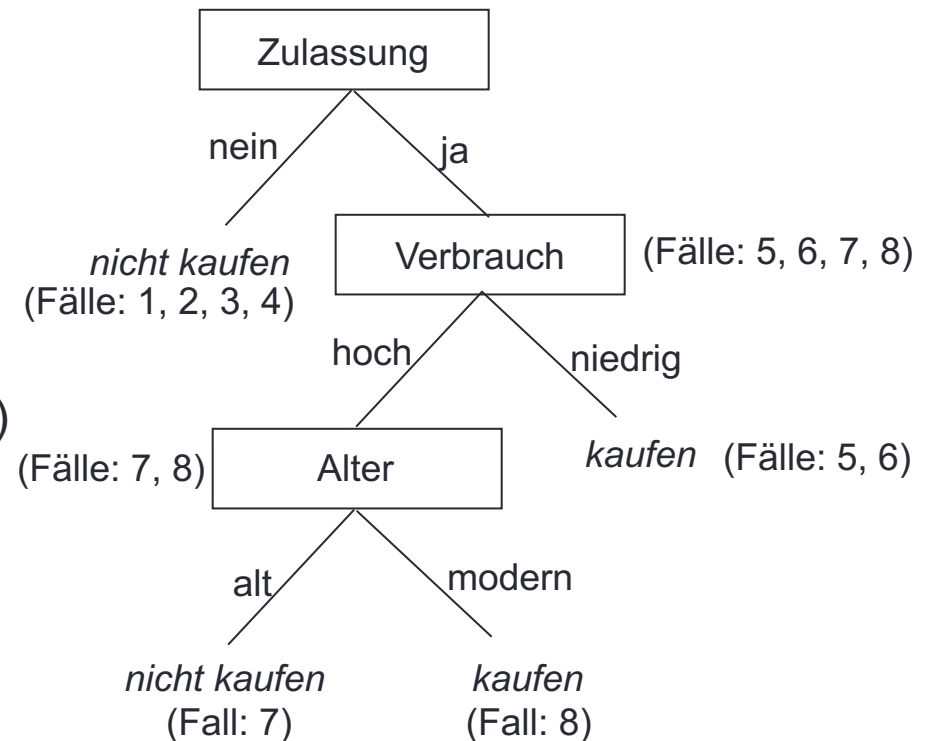 Zulassung
nein
ja
nicht kaufen
(Fälle: 1, 2, 3, 4)
Verbrauch
(Fälle: 5, 6, 7, 8)
hoch
niedrig
)
(Fälle: 7, 8)
Alter
kaufen (Fälle: 5, 6)
alt
modern
nicht kaufen
(Fall: 7)
kaufen
(Fall: 8)